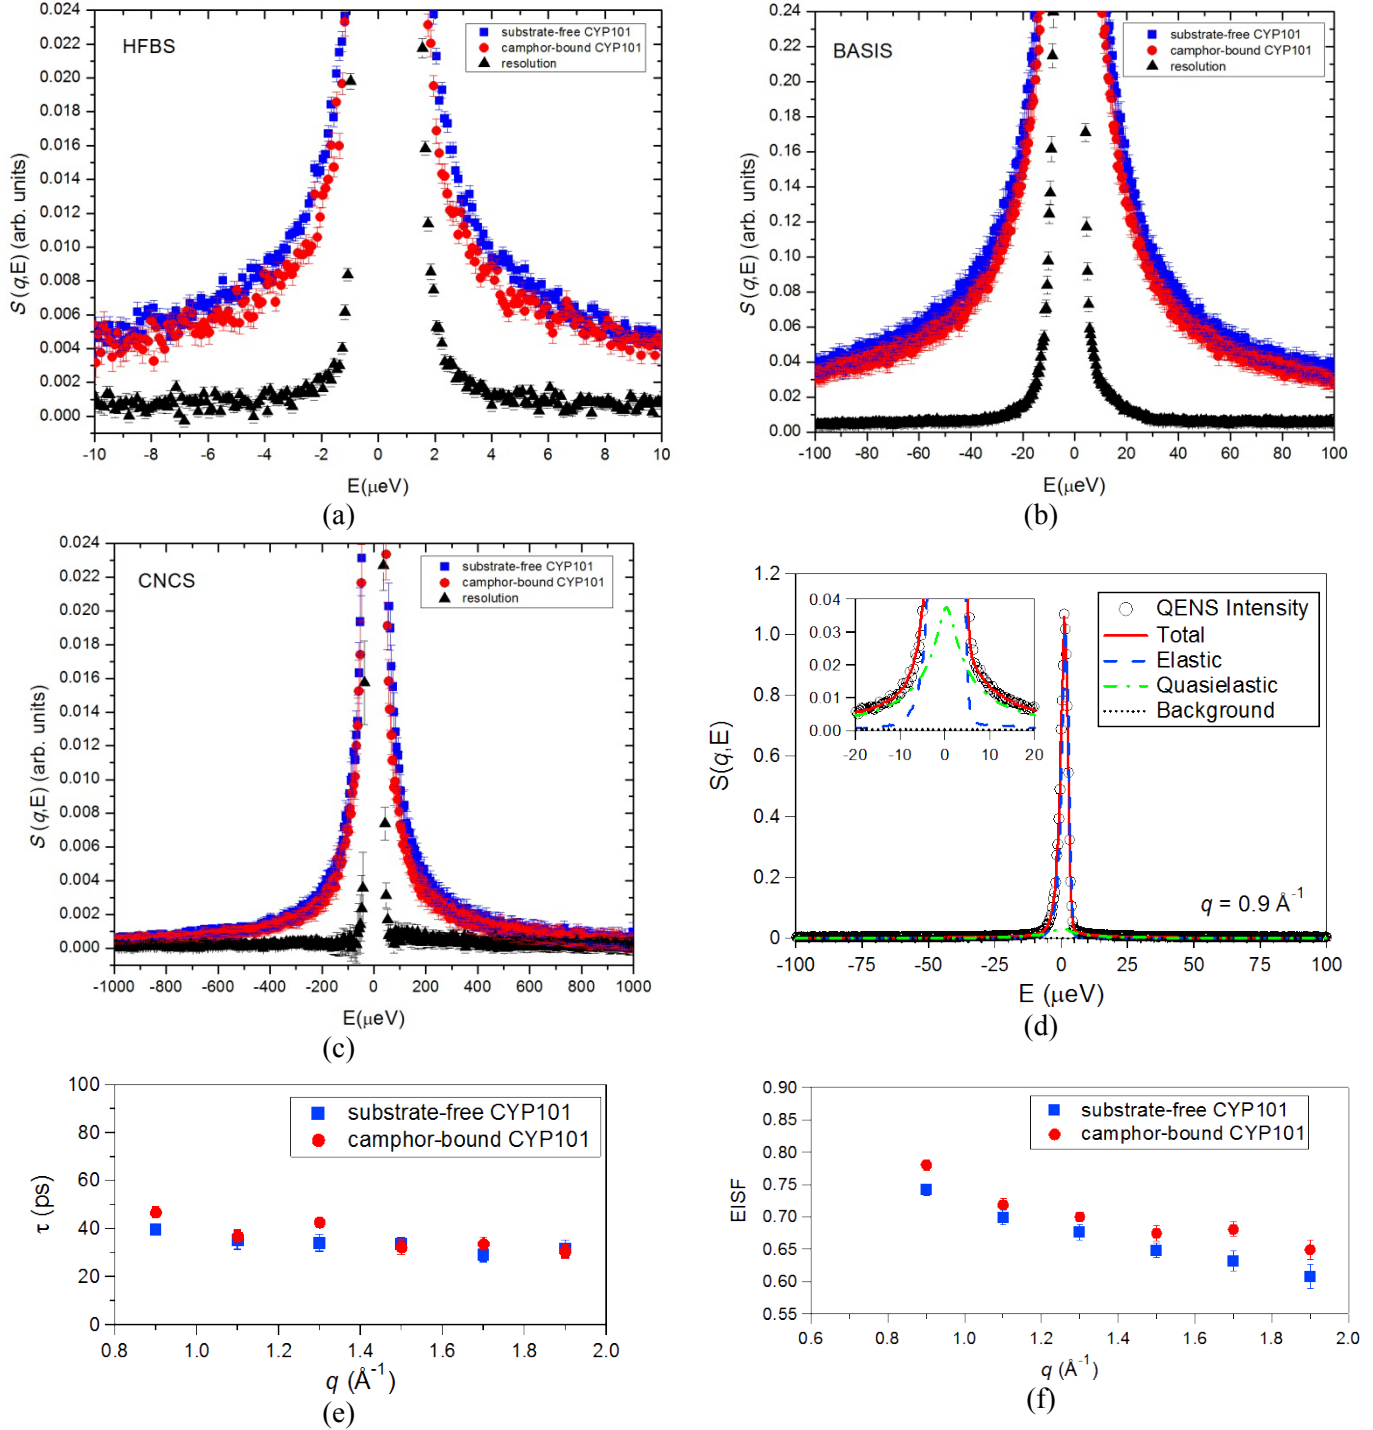 HFBS
substrate-free CYP101
camphor-bound CYP101
resolution
0.024
0.022
0.020
0.018
0.016
0.014
0.012
0.010
0.008
0.006
0.004
0.002
0.000
S (q,E) (arb. units)
-10 -8 -6 -4 -2 0 2 4 6 8 10
E(μeV)
(a)
BASIS
substrate-free CYP101
camphor-bound CYP101
resolution
0.24
0.22
0.20
0.18
0.16
0.14
0.12
0.10
0.08
0.06
0.04
0.02
0.00
S (q,E) (arb. units)
-100 -80 -60 -40 -20 0 20 40 60 80 100
E(μeV)
(b)
CNCS
substrate-free CYP101
camphor-bound CYP101
resolution
0.024
0.022
0.020
0.018
0.016
0.014
0.012
0.010
0.008
0.006
0.004
0.002
0.000
S (q,E) (arb. units)
-1000 -800 -600 -400 -200 0 200 400 600 800 1000
E(μeV)
(c)
1.2
1.0
0.8
0.6
0.4
0.2
0
S(q,E)
0.04
0.03
0.02
0.01
0.00
-20 -10 0 10 20
QENS Intensity
Total
Elastic
Quasielastic
Background
q = 0.9 Å-1
-100 -75 -50 -25 0 25 50 75 100
E (μeV)
(d)
100
80
60
40
20
0
τ (ps)
substrate-free CYP101
camphor-bound CYP101
0.8 1.0 1.2 1.4 1.6 1.8 2.0
q (Å-1)
(e)
0.90
0.85
0.80
0.75
0.70
0.65
0.60
0.55
EISF
substrate-free CYP101
camphor-bound CYP101
0.6 0.8 1.0 1.2 1.4 1.6 1.8 2.0
q (Å-1)
(f)